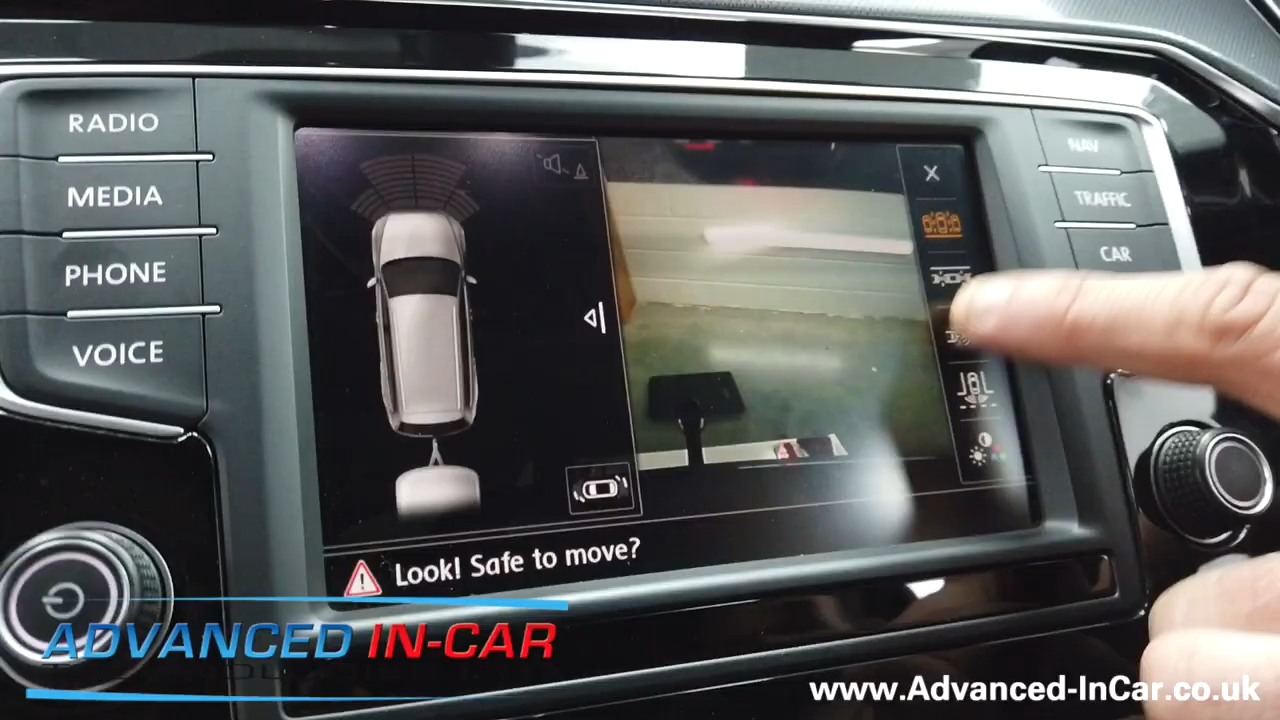 RADIO
MEDIA
PHONE
VOICE
NAV
TRAFFIC
CAR
Look! Safe to move?
ADVANCED IN-CAR
www.Advanced-InCar.co.uk